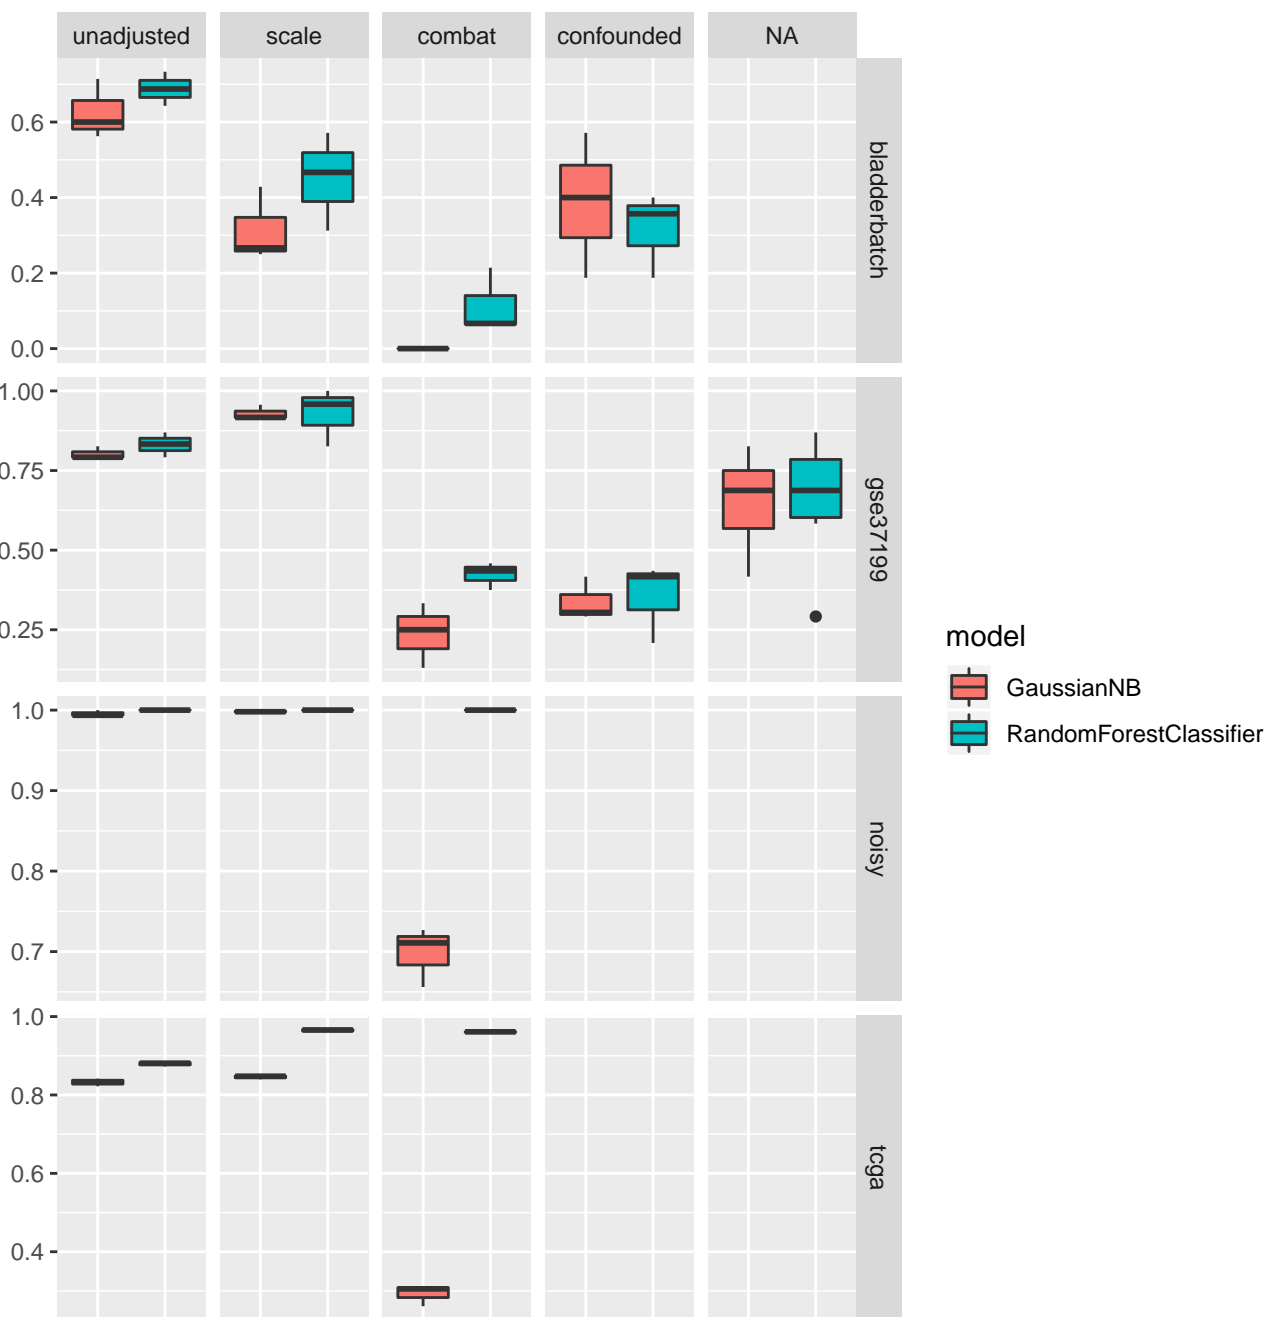 unadjusted scale combat confounded NA
0.6
0.4
0.2
0.0
bladderbatch
1.00
0.75
0.50
0.25
gse37199
1.0
0.9
0.8
0.7
noisy
1.0
0.8
0.6
0.4
tcga
model
GaussianNB
RandomForestClassifier